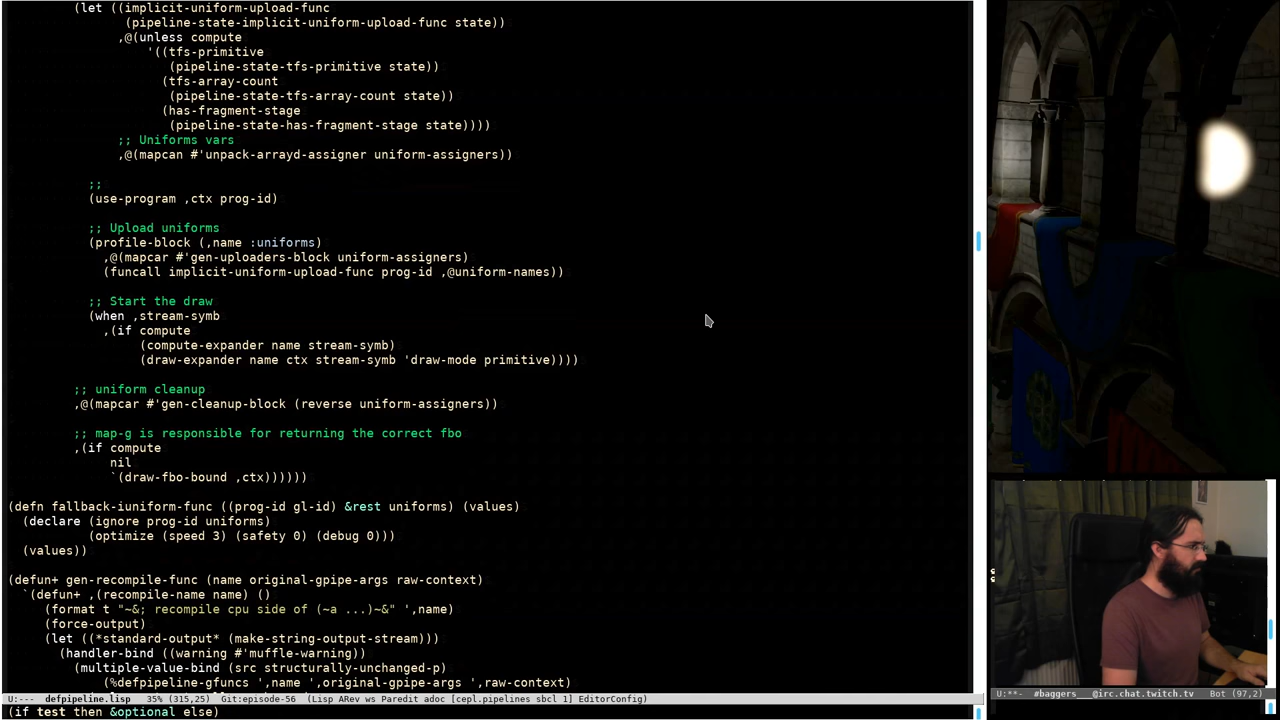 (let ((implicit-uniform-upload-func
(pipeline-state-implicit-uniform-upload-func state))
,@(unless compute
'((tfs-primitive
(pipeline-state-tfs-primitive state))
(tfs-array-count
(pipeline-state-tfs-array-count state))
(has-fragment-stage
(pipeline-state-has-fragment-stage state))))
;; Uniforms vars
,@(mapcan #'unpack-arrayd-assigner uniform-assigners))
;;
(use-program ,ctx prog-id)
;; Upload uniforms
(profile-block (,name :uniforms)
,@(mapcar #'gen-uploaders-block uniform-assigners)
(funcall implicit-uniform-upload-func prog-id ,@uniform-names))
;; Start the draw
(when ,stream-symb
,(if compute
(compute-expander name stream-symb)
(draw-expander name ctx stream-symb 'draw-mode primitive))))
;; uniform cleanup
,@(mapcar #'gen-cleanup-block (reverse uniform-assigners))
;; map-g is responsible for returning the correct fbo
,(if compute
nil
`(draw-fbo-bound ,ctx))))))
(defn fallback-iuniform-func ((prog-id gl-id) &rest uniforms) (values)
(declare (ignore prog-id uniforms)
(optimize (speed 3) (safety 0) (debug 0)))
(values))
(defun+ gen-recompile-func (name original-gpipe-args raw-context)
`(defun+ ,(recompile-name name) ()
(format t "~&; recompile cpu side of (~a ...)~&" ',name)
(force-output)
(let ((*standard-output* (make-string-output-stream)))
(handler-bind ((warning #'muffle-warning))
(multiple-value-bind (src structurally-unchanged-p)
(%defpipeline-gfuncs ',name ',original-gpipe-args ',raw-context)
U:--- defpipeline.lisp 35% (315,25) Git:episode-56 (Lisp ARev ws Paredit adoc [cepl.pipelines sbcl 1] EditorConfig)
(if test then &optional else)
U:**- #baggers___@irc.chat.twitch.tv Bot (97,2)